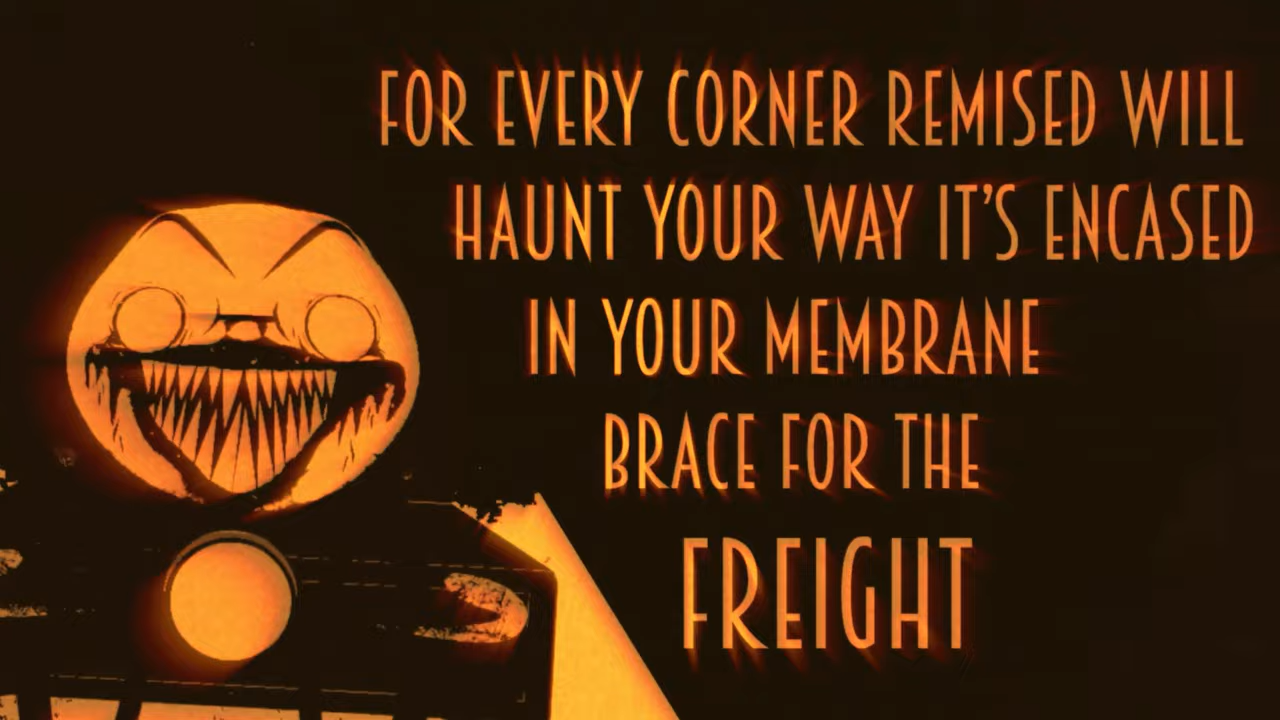 FOR EVERY CORNER REMISED WILL
HAUNT YOUR WAY IT'S ENCASED
IN YOUR MEMBRANE
BRACE FOR THE
FREIGHT